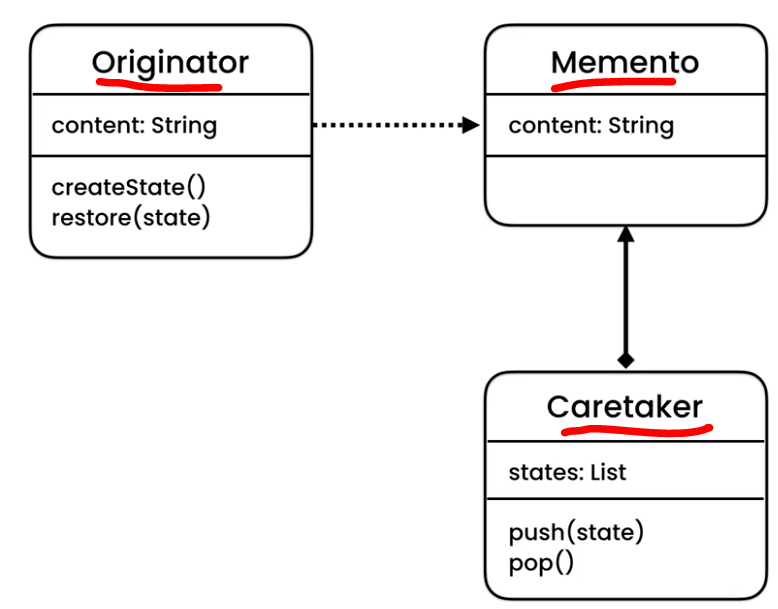 Originator
content: String
createState()
restore(state)
Memento
content: String
Caretaker
states: List
push(state)
pop()